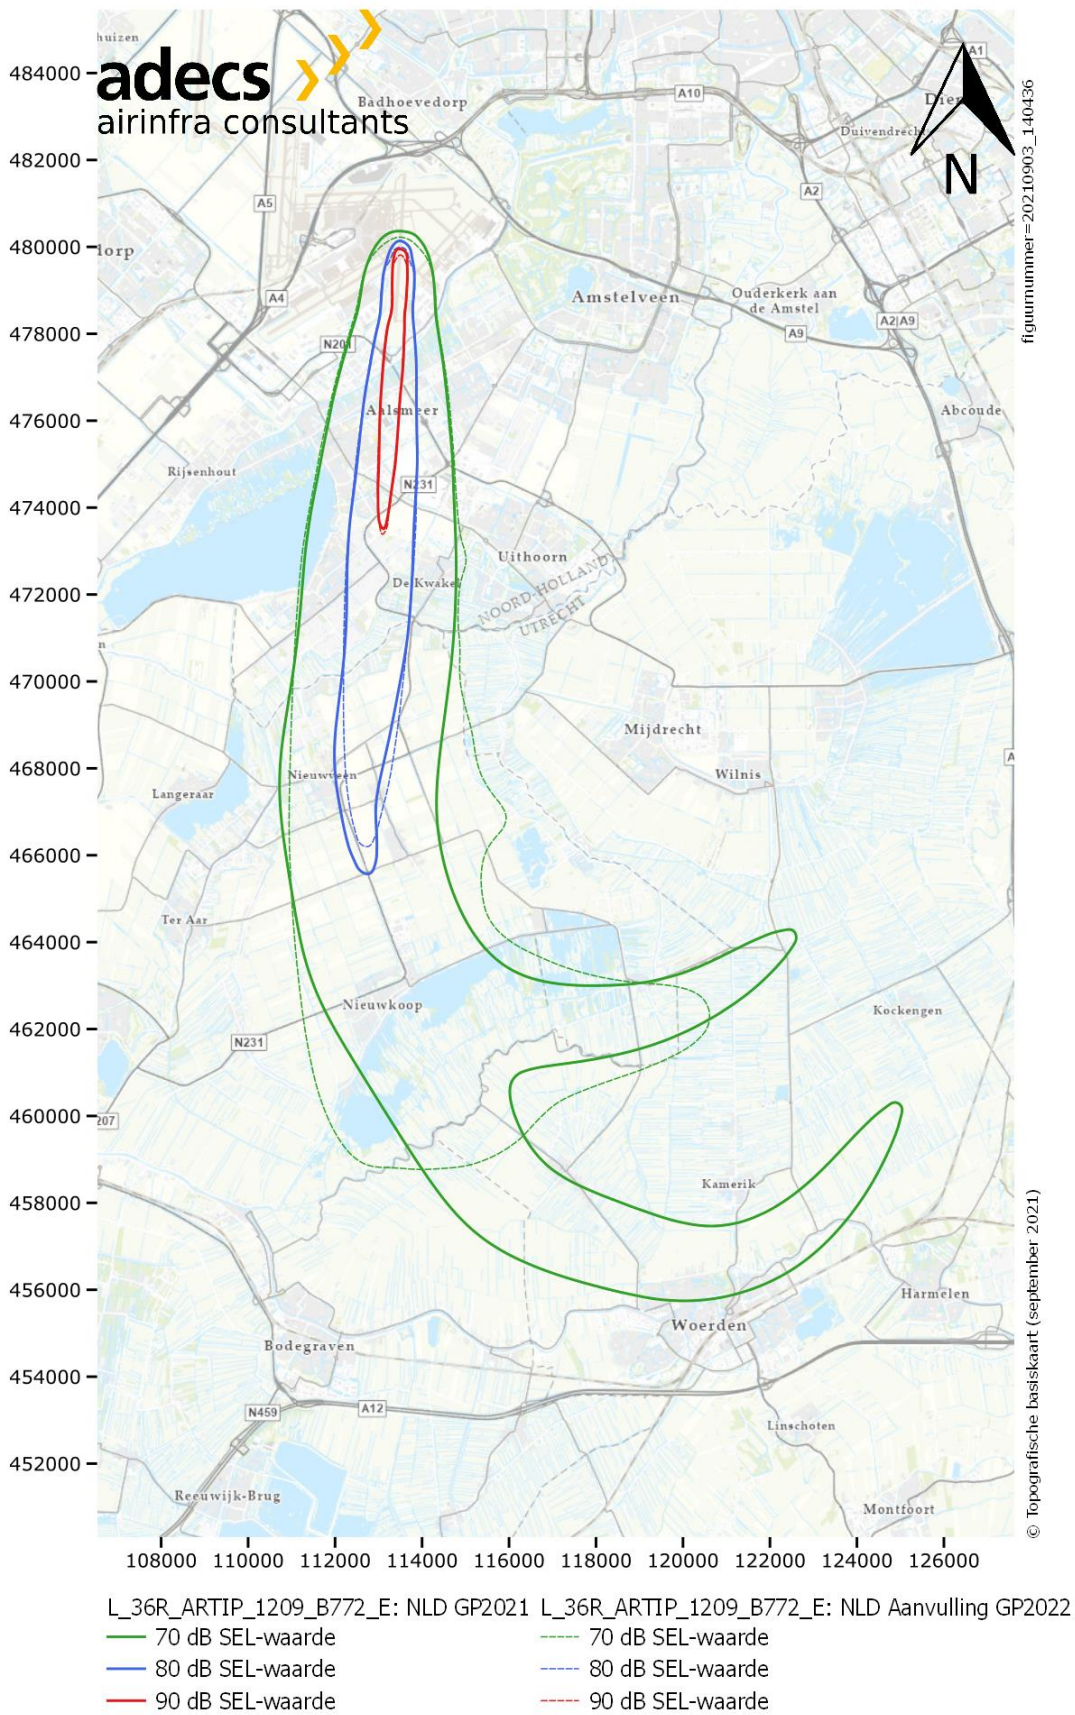 huizen
A1
484000
adecs
A10
Badhoevedorp
Diem
airinfra consultants
Duivendrecht
482000
A2
N
A5
480000
dorp
A4
Amstelveen
Ouderkerk aan
de Amstel
A2|A9
478000
A9
N201
476000
Aalsmeer
Abcoude
Rijsenhout
N231
474000
Uithoorn
De Kwakel
NOORD-HOLLAND
UTRECHT
472000
n
470000
Mijdrecht
468000
Nieuwveen
Wilnis
A
Langeraar
466000
Ter Aar
464000
Nieuwkoop
Kockengen
462000
N231
460000
207
Kamerik
458000
456000
Harmelen
Woerden
Bodegraven
454000
N459
A12
Linschoten
452000
Reeuwijk-Brug
Montfoort
figuurnummer=20210903_140436
© Topografische basiskaart (september 2021)
108000 110000 112000 114000 116000 118000 120000 122000 124000 126000
L_36R_ARTIP_1209_B772_E: NLD GP2021 L_36R_ARTIP_1209_B772_E: NLD Aanvulling GP2022
70 dB SEL-waarde 70 dB SEL-waarde
80 dB SEL-waarde 80 dB SEL-waarde
90 dB SEL-waarde 90 dB SEL-waarde